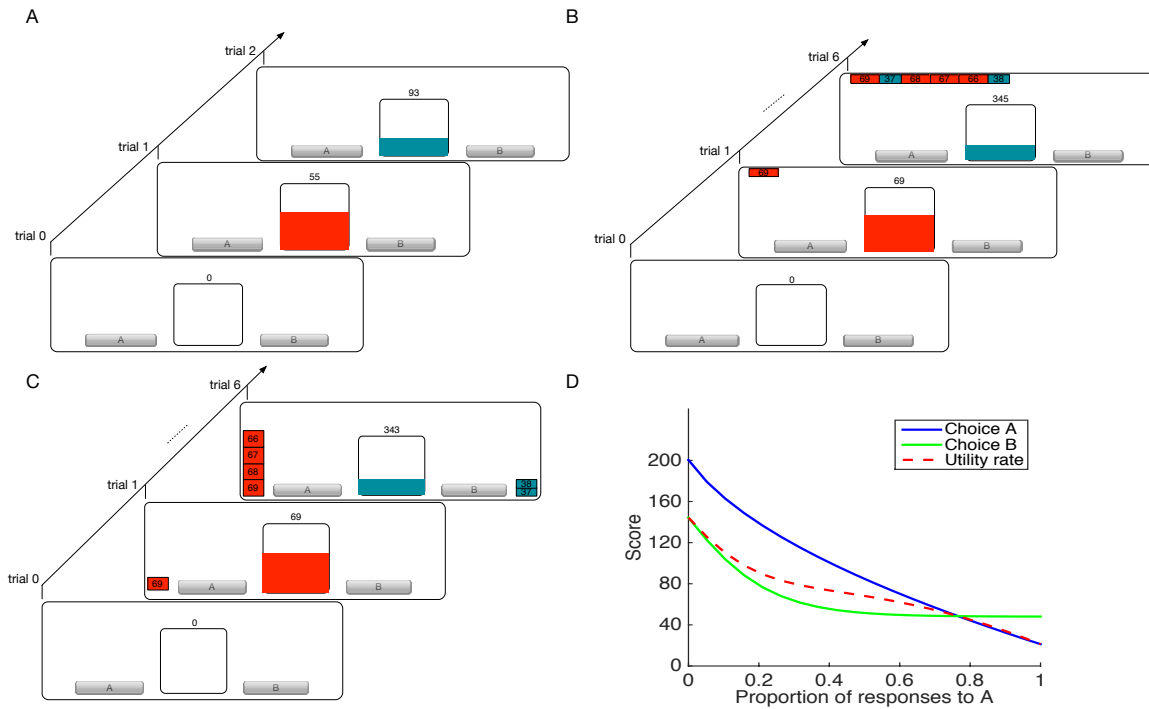 A
trial 2
93
A
B
trial 1
55
A
B
trial 0
0
A
B
B
trial 6
69 37 68 67 66 38
345
A
B
trial 1
69
69
A
B
trial 0
0
A
B
C
trial 6
343
66
67
68
69
A
B
38
37
trial 1
69
69
A
B
trial 0
0
A
B
D
Choice A
Choice B
Utility rate
200
160
120
80
40
0
Score
0 0.2 0.4 0.6 0.8 1
Proportion of responses to A